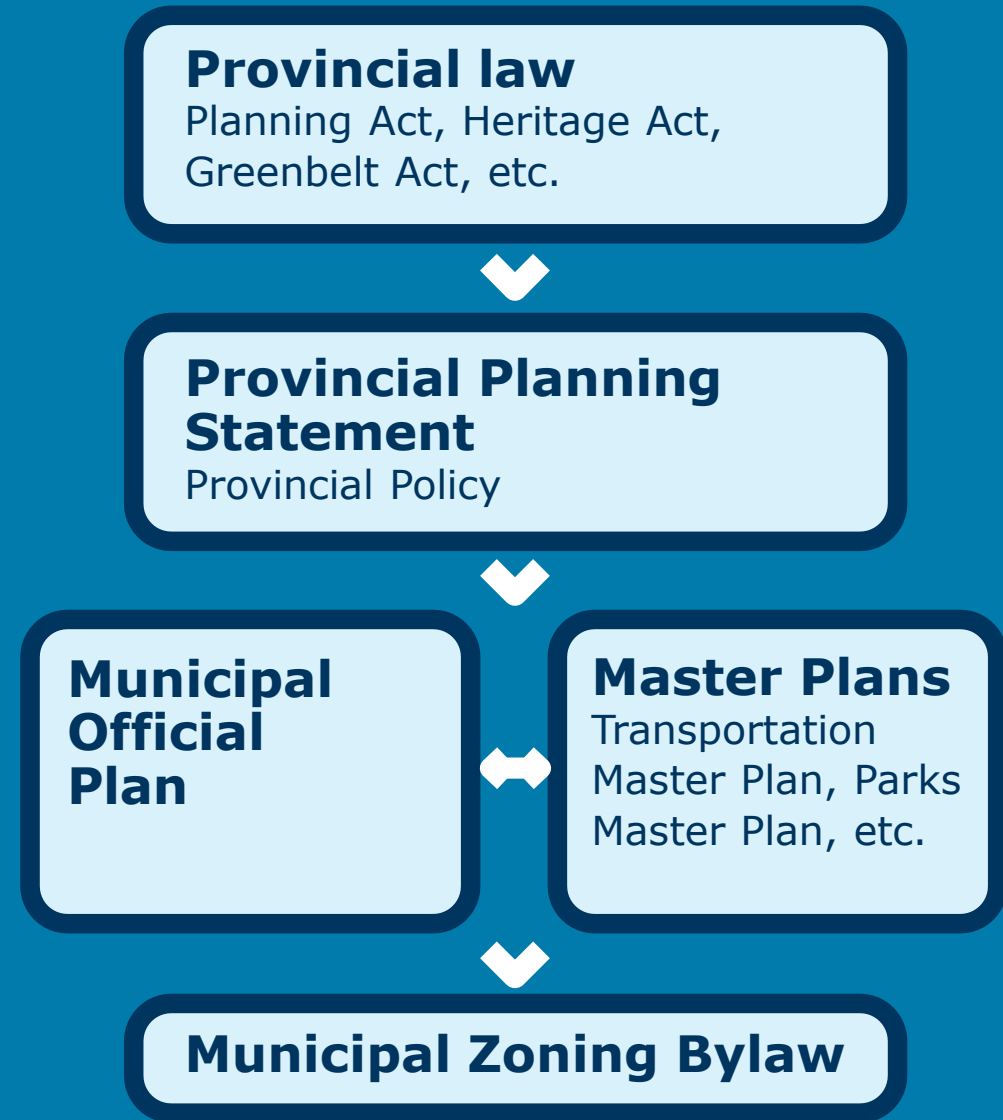 Provincial law
Planning Act, Heritage Act,
Greenbelt Act, etc.
Provincial Planning
Statement
Provincial Policy
Municipal
Official
Plan
Master Plans
Transportation
Master Plan, Parks
Master Plan, etc.
Municipal Zoning Bylaw